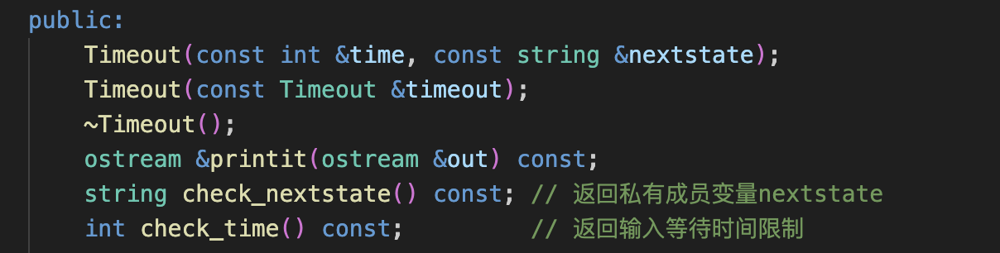 public:
Timeout(const int &time, const string &nextstate);
Timeout(const Timeout &timeout);
~Timeout();
ostream &printit(ostream &out) const;
string check_nextstate() const; // 返回私有成员变量nextstate
int check_time() const; // 返回输入等待时间限制